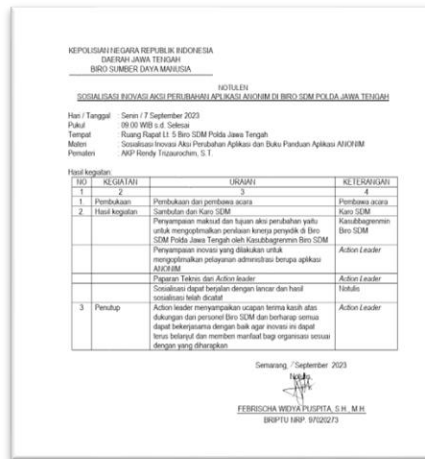 KEPOLISIAN NEGARA REPUBLIK INDONESIA
DAERAH JAWA TENGAH
BIRO SUMBER DAYA MANUSIA
NOTULEN
SOSIALISASI INOVASI AKSI PERUBAHAN APLIKASI ANONIM DI BIRO SDM POLDA JAWA TENGAH
Hari / Tanggal : Senin / 7 September 2023
Pukul : 09.00 WIB s.d. Selesai
Tempat : Ruang Rapat Lt. 5 Biro SDM Polda Jawa Tengah
Materi : Sosialisasi Inovasi Aksi Perubahan Aplikasi dan Buku Panduan Aplikasi ANONIM
Pemateri : AKP Rendy Trizaurochim, S.T.
Hasil kegiatan
NO KEGIATAN URAIAN KETERANGAN
1 2 3 4
1 Pembukaan Pembukaan dari pembawa acara Pembawa acara
2 Hasil kegiatan Sambutan dari Karo SDM Karo SDM
Penyampaian maksud dan tujuan aksi perubahan yaitu Kasubbagrenmin
untuk mengoptimalkan penilaian kinerja penyidik di Biro Biro SDM
SDM Polda Jawa Tengah oleh Kasubbagrenmin Biro SDM
Penyampaian inovasi yang dilakukan untuk Action Leader
mengoptimalkan pelayanan administrasi berupa aplikasi
ANONIM
Paparan Teknis dari Action leader Action Leader
Sosialisasi dapat berjalan dengan lancar dan hasil Notulis
sosialisasi telah dicatat
3 Penutup Action leader menyampaikan ucapan terima kasih atas Action Leader
dukungan dari personel Biro SDM dan berharap semua
dapat bekerjasama dengan baik agar inovasi ini dapat
terus berlanjut dan memberi manfaat bagi organisasi sesuai
dengan yang diharapkan
Semarang, September 2023
Notulis
FEBRISCHA WIDYA PUSPITA, S.H., M.H.
BRIPTU NRP. 97020273